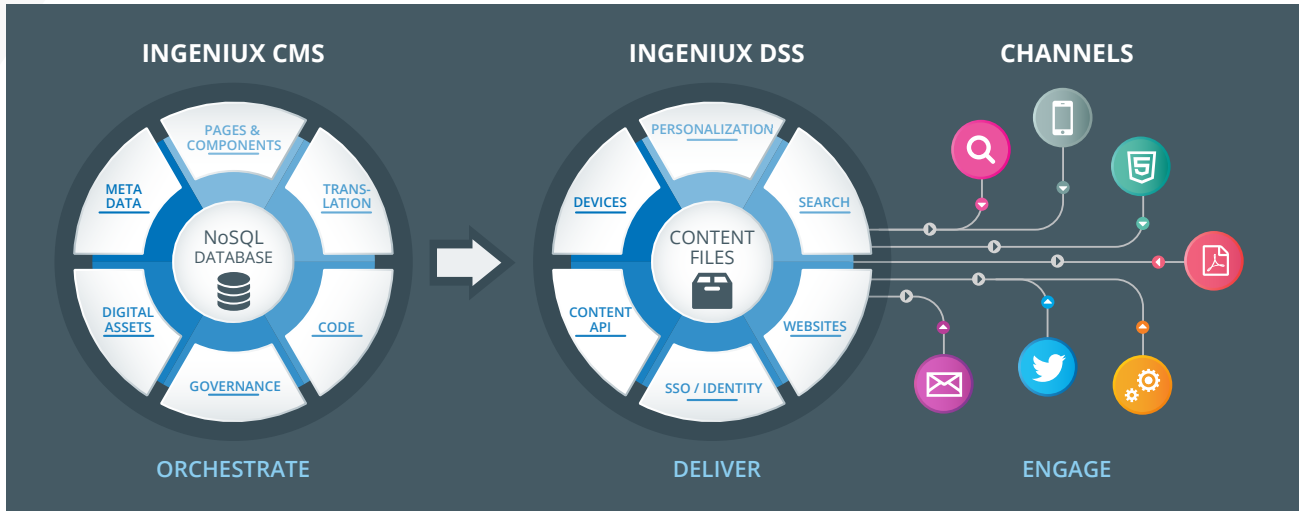 INGENIUX CMS
PAGES &
COMPONENTS
META
DATA
TRANS-
LATION
NoSQL
DATABASE
DIGITAL
ASSETS
CODE
GOVERNANCE
ORCHESTRATE
INGENIUX DSS
PERSONALIZATION
DEVICES
SEARCH
CONTENT
FILES
CONTENT
API
WEBSITES
SSO / IDENTITY
DELIVER
CHANNELS
5
ENGAGE